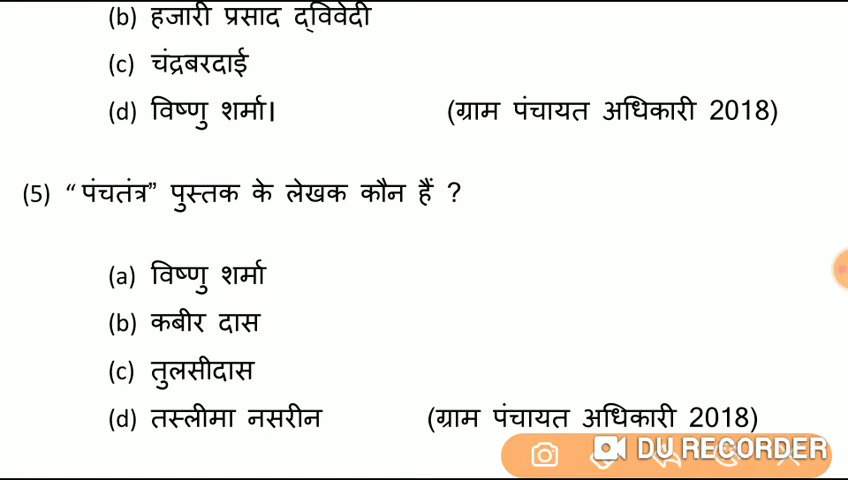 (b) हजारी प्रसाद द्विवेदी
(c) चंद्रबरदाई
(d) विष्णु शर्मा। (ग्राम पंचायत अधिकारी 2018)
(5) “पंचतंत्र” पुस्तक के लेखक कौन हैं ?
(a) विष्णु शर्मा
(b) कबीर दास
(c) तुलसीदास
(d) तस्लीमा नसरीन (ग्राम पंचायत अधिकारी 2018)
DU RECORDER